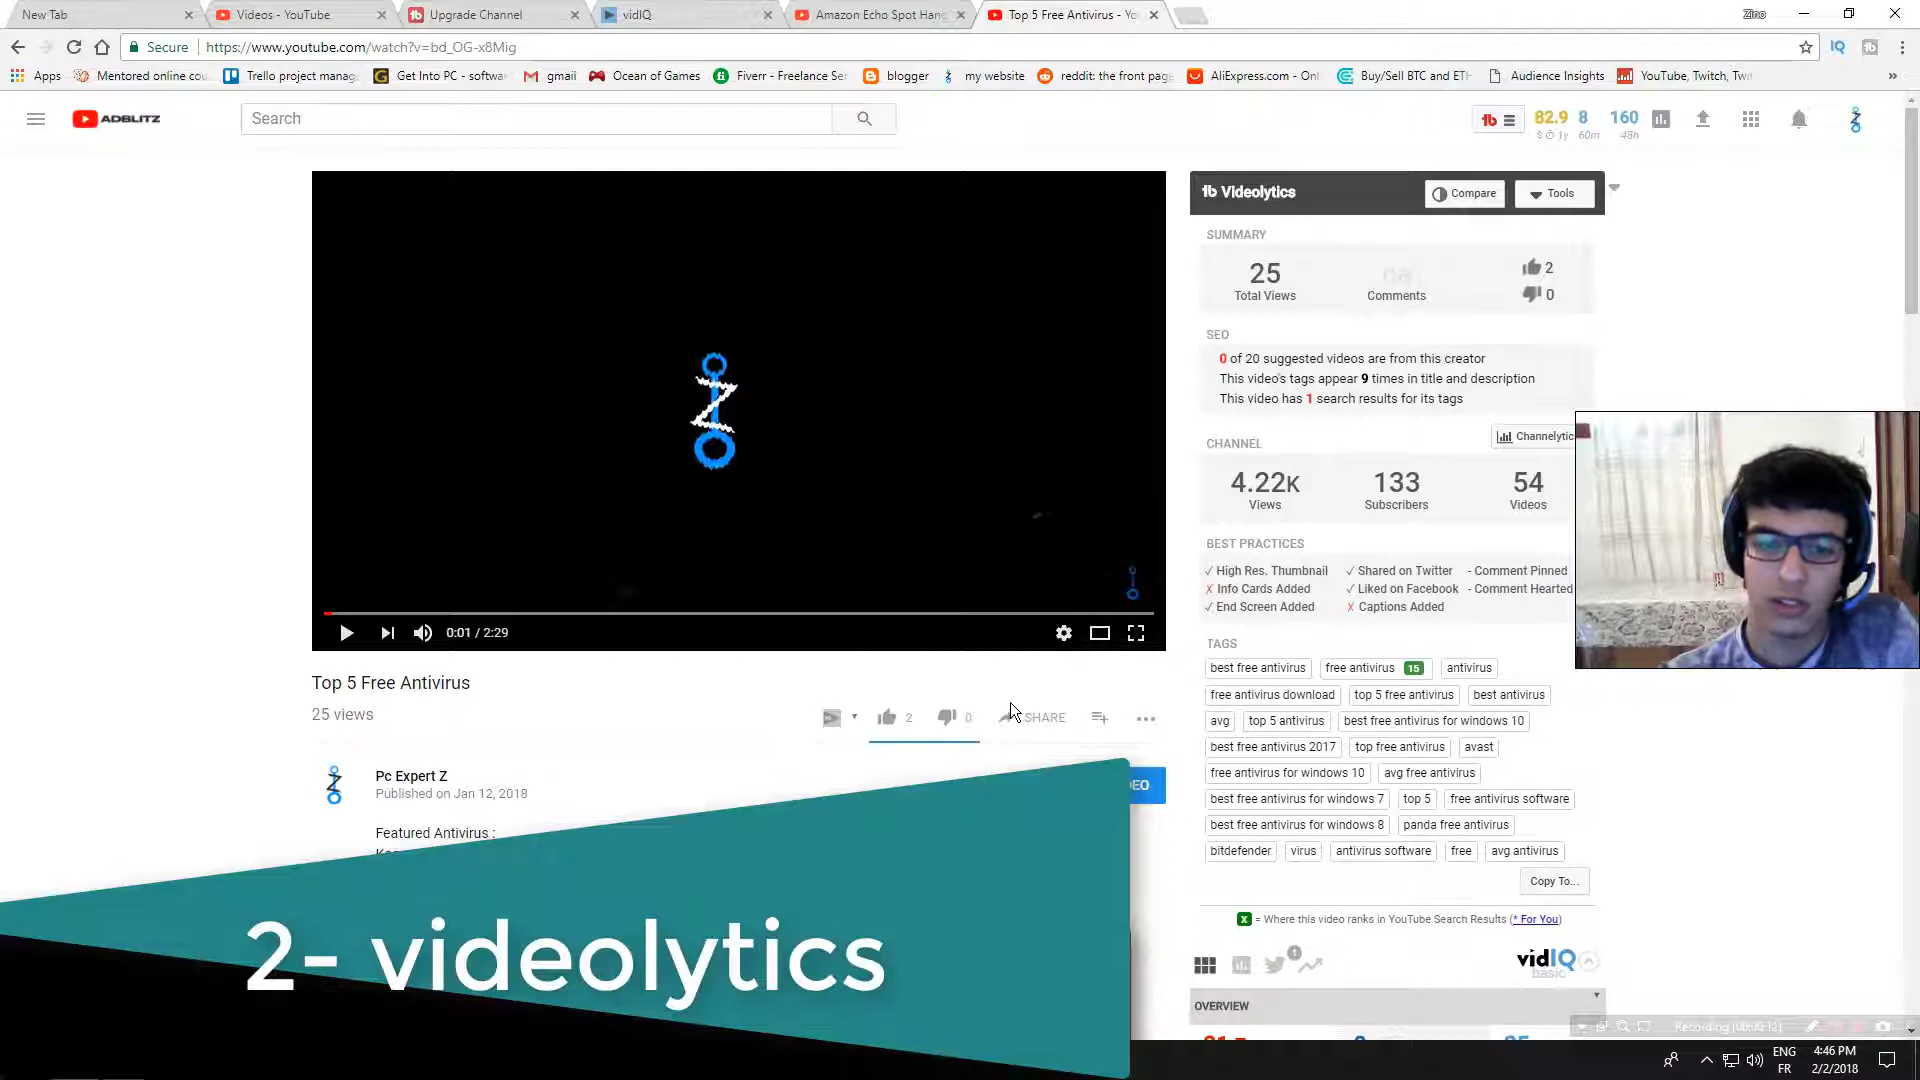 New Tab
Videos - YouTube
Upgrade Channel
vidIQ
Amazon Echo Spot Hand
Top 5 Free Antivirus - Yo
Zino
Secure
https://www.youtube.com/watch?v=bd_OG-x8Mig
Apps
Mentored online cou
Trello project manag
Get Into PC - softwa
gmail
Ocean of Games
Fiverr - Freelance Ser
blogger
my website
reddit: the front page
AliExpress.com - Onl
Buy/Sell BTC and ETH
Audience Insights
YouTube, Twitch, Twi
ADBLITZ
Search
82.9 8 160
1y 60m 48h
Videolytics
Compare
Tools
SUMMARY
25
Total Views
na
Comments
2
0
SEO
0 of 20 suggested videos are from this creator
This video's tags appear 9 times in title and description
This video has 1 search results for its tags
CHANNEL
Channelytic
4.22K
Views
133
Subscribers
54
Videos
BEST PRACTICES
✓ High Res. Thumbnail ✓ Shared on Twitter - Comment Pinned
✗ Info Cards Added ✓ Liked on Facebook - Comment Hearted
✓ End Screen Added ✗ Captions Added
TAGS
best free antivirus free antivirus 15 antivirus
free antivirus download top 5 free antivirus best antivirus
avg top 5 antivirus best free antivirus for windows 10
best free antivirus 2017 top free antivirus avast
free antivirus for windows 10 avg free antivirus
best free antivirus for windows 7 top 5 free antivirus software
best free antivirus for windows 8 panda free antivirus
bitdefender virus antivirus software free avg antivirus
Copy To...
x = Where this video ranks in YouTube Search Results (* For You)
1
vidIQ
basic
OVERVIEW
0:01 / 2:29
Top 5 Free Antivirus
25 views
2
0
SHARE
Pc Expert Z
Published on Jan 12, 2018
DEO
Featured Antivirus :
2- videolytics
ENG
FR
4:46 PM
2/2/2018